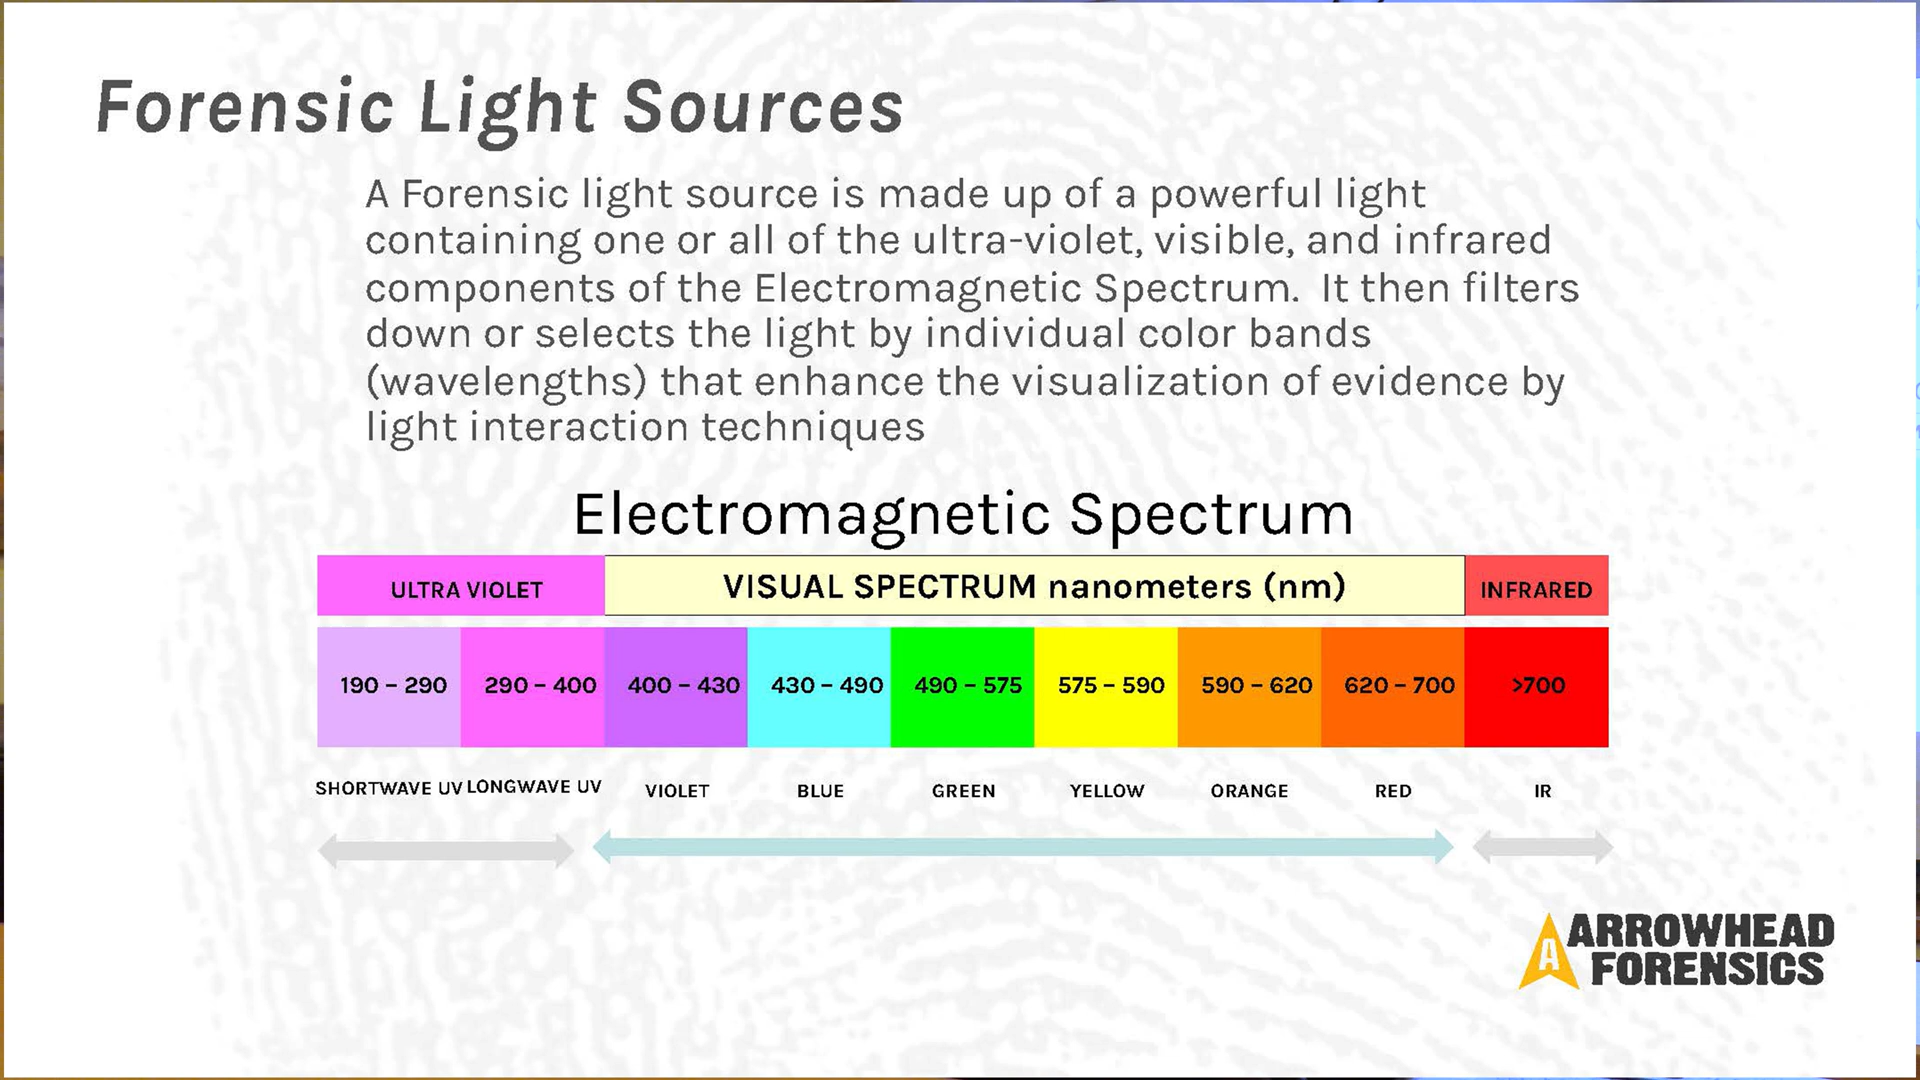 Forensic Light Sources
A Forensic light source is made up of a powerful light
containing one or all of the ultra-violet, visible, and infrared
components of the Electromagnetic Spectrum.  It then filters
down or selects the light by individual color bands
(wavelengths) that enhance the visualization of evidence by
light interaction techniques
Electromagnetic Spectrum
ULTRA VIOLET VISUAL SPECTRUM nanometers (nm) INFRARED
190 – 290 290 – 400 400 – 430 430 – 490 490 – 575 575 – 590 590 – 620 620 – 700 >700
SHORTWAVE UV LONGWAVE UV VIOLET BLUE GREEN YELLOW ORANGE RED IR
A ARROWHEAD
FORENSICS